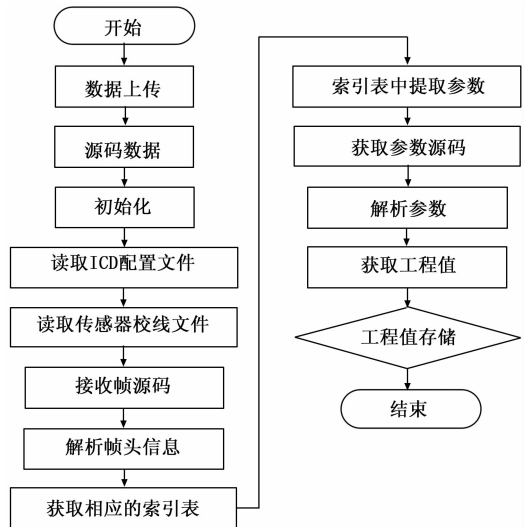 开始
数据上传
源码数据
初始化
读取ICD配置文件
读取传感器校线文件
接收帧源码
解析帧头信息
获取相应的索引表
索引表中提取参数
获取参数源码
解析参数
获取工程值
工程值存储
结束